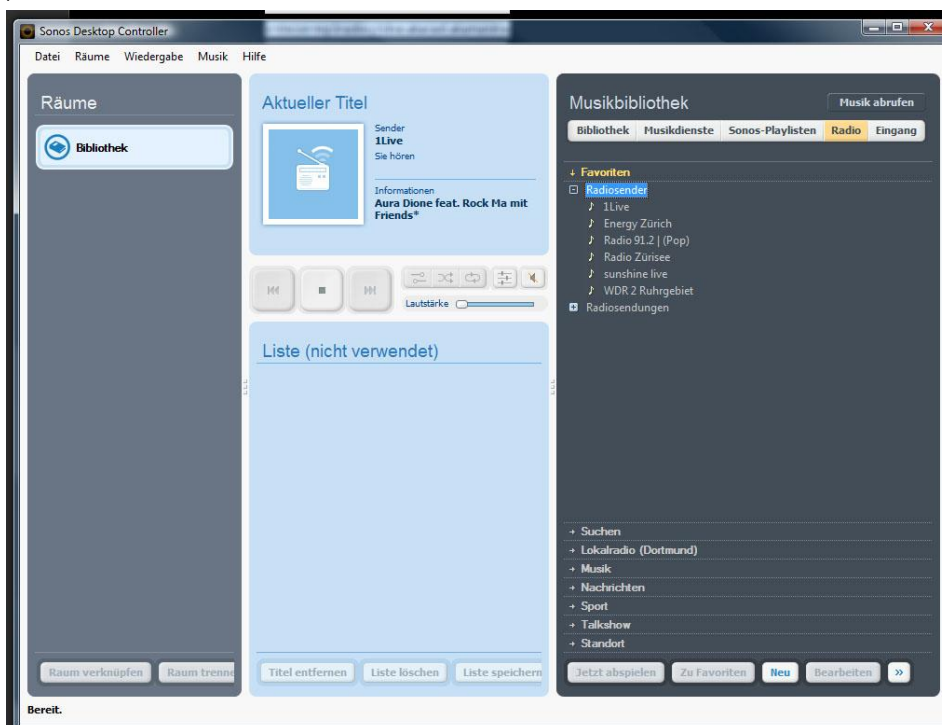 Sonos Desktop Controller
Datei Räume Wiedergabe Musik Hilfe
Räume
Bibliothek
Raum verknüpfen Raum trenne
Aktueller Titel
Sender
1Live
Sie hören
Informationen
Aura Dione feat. Rock Ma mit
Friends*
Lautstärke
Liste (nicht verwendet)
Titel entfernen Liste löschen Liste speichern
Musikbibliothek
Musik abrufen
Bibliothek Musikdienste Sonos-Playlisten Radio Eingang
Favoriten
Radiosender
1Live
Energy Zürich
Radio 91.2 | (Pop)
Radio Zürisee
sunshine live
WDR 2 Ruhrgebiet
Radiosendungen
Suchen
Lokalradio (Dortmund)
Musik
Nachrichten
Sport
Talkshow
Standort
Jetzt abspielen Zu Favoriten Neu Bearbeiten »
Bereit.